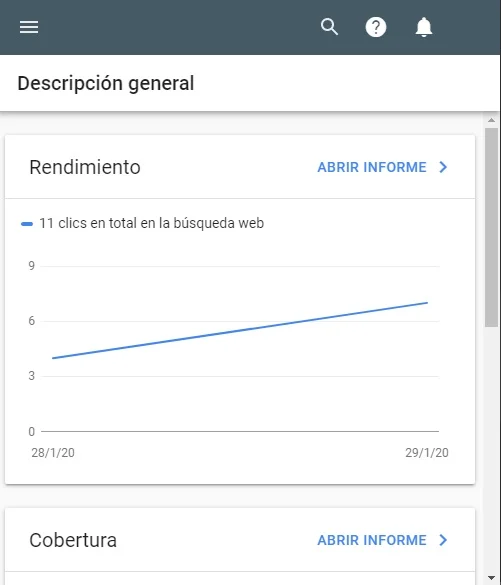 Descripción general
Rendimiento
ABRIR INFORME
11 clics en total en la búsqueda web
9
6
3
0
28/1/20
29/1/20
Cobertura
ABRIR INFORME